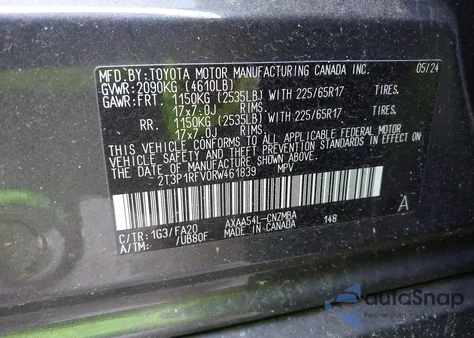 MFD.BY:TOYOTA MOTOR MANUFACTURING CANADA INC. 05/24
GVWR:2090KG (4610LB)
GAWR:FRT. 1150KG (2535LB) WITH 225/65R17 TIRES.
17x7.0J RIMS.
RR. 1150KG (2535LB) WITH 225/65R17 TIRES.
17x7.0J RIMS.
THIS VEHICLE CONFORMS TO ALL APPLICABLE FEDERAL MOTOR
VEHICLE SAFETY STANDARDS IN EFFECT ON
THE DATE OF MANUFACTURE SHOWN ABOVE.
2T3P1RFV0RW461839 MPV
C/TR: 1G3/FA20 AXAA54L-CNZMBA 148 A
A/TM: /UB80F MADE IN CANADA
autoSnap